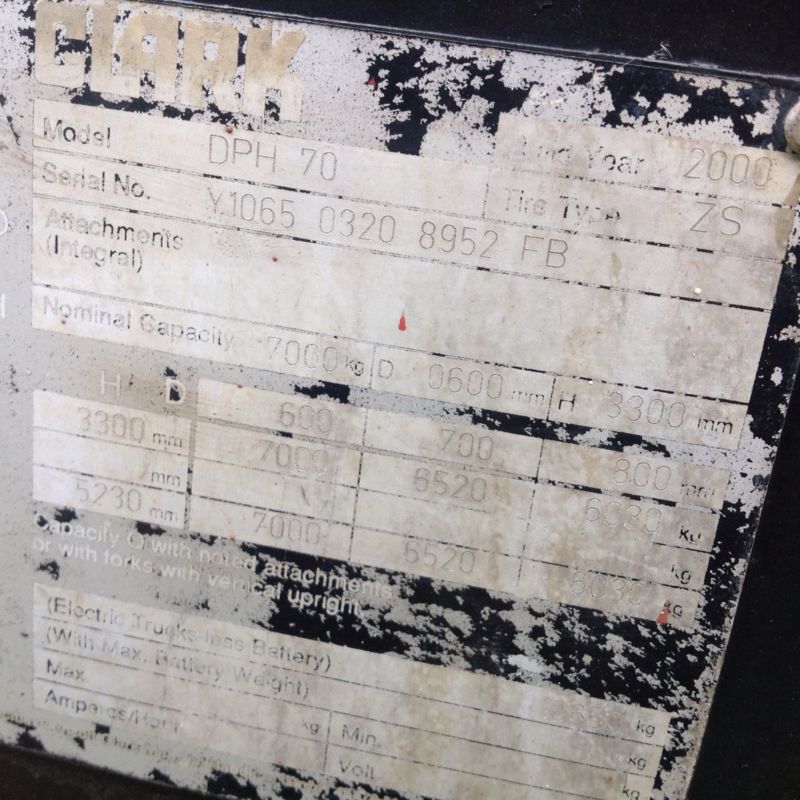 CLARK
Model DPH 70 Year 2000
Serial No. Y1065 0320 8952 FB Tire Type ZS
Attachments
(Integral)
Nominal Capacity 7000 kg D 0600 mm H 3300 mm
H D 600 700 800 mm
3300 mm 7000 6520 6030 kg
mm kg
5230 mm 7000 6520 6030 kg
Capacity Q with noted attachments
or with forks with vertical upright
(Electric Trucks less Battery) kg
(With Max. Battery Weight) kg
Max. kg Min. kg
Amperes/Hour Volt